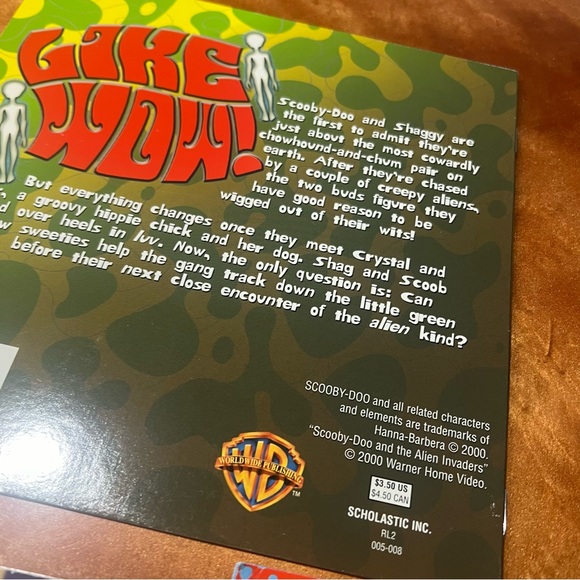 LIKE
WOW!
Scooby-Doo and Shaggy are
the first to admit they're
just about the most cowardly
chowhound-and-chum pair on
earth. After they're chased
by a couple of creepy aliens,
the two buds figure they
have good reason to be
wigged out of their wits!
But everything changes once they meet Crystal and
a groovy hippie chick and her dog. Shag and Scoob
over heels in luv. Now, the only question is: Can
sweeties help the gang track down the little green
before their next close encounter of the alien kind?
SCOOBY-DOO and all related characters
and elements are trademarks of
Hanna-Barbera © 2000.
"Scooby-Doo and the Alien Invaders"
© 2000 Warner Home Video.
WORLDWIDE PUBLISHING
WB
TM
$3.50 US
$4.50 CAN
SCHOLASTIC INC.
RL2
005-008